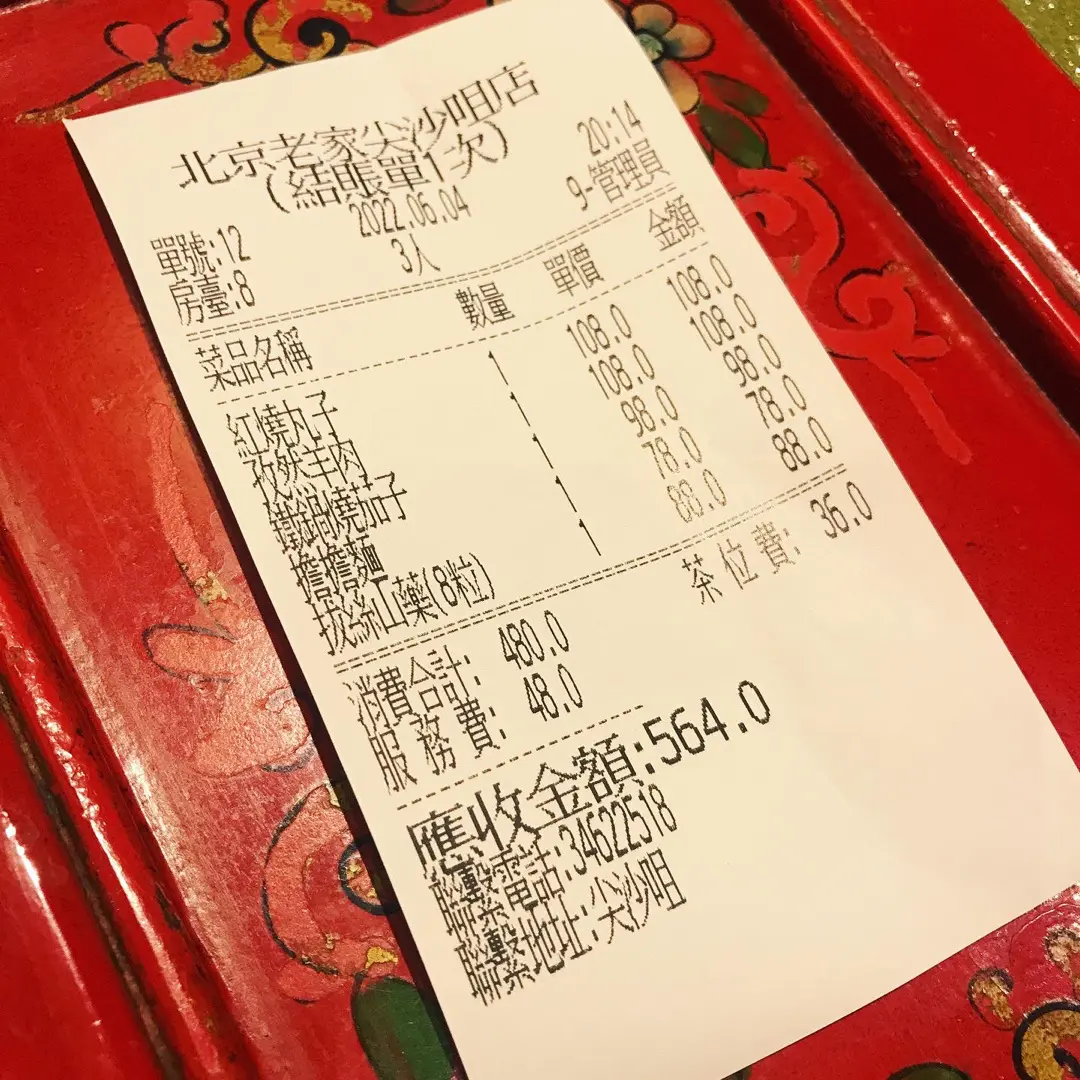 北京老家尖沙咀店
(結賬單1次)
2022.06.04 20:14
單號:12 3人 9-管理員
房臺:8
菜品名稱 數量 單價 金額
紅燒丸子 1 108.0 108.0
孜然羊肉 1 108.0 108.0
鐵鍋燒茄子 1 98.0 98.0
擔擔麵 1 78.0 78.0
拔絲山藥(8粒) 1 88.0 88.0
消費合計: 480.0 茶位費: 36.0
服務費: 48.0
應收金額:564.0
聯繫電話:34622518
聯繫地址:尖沙咀